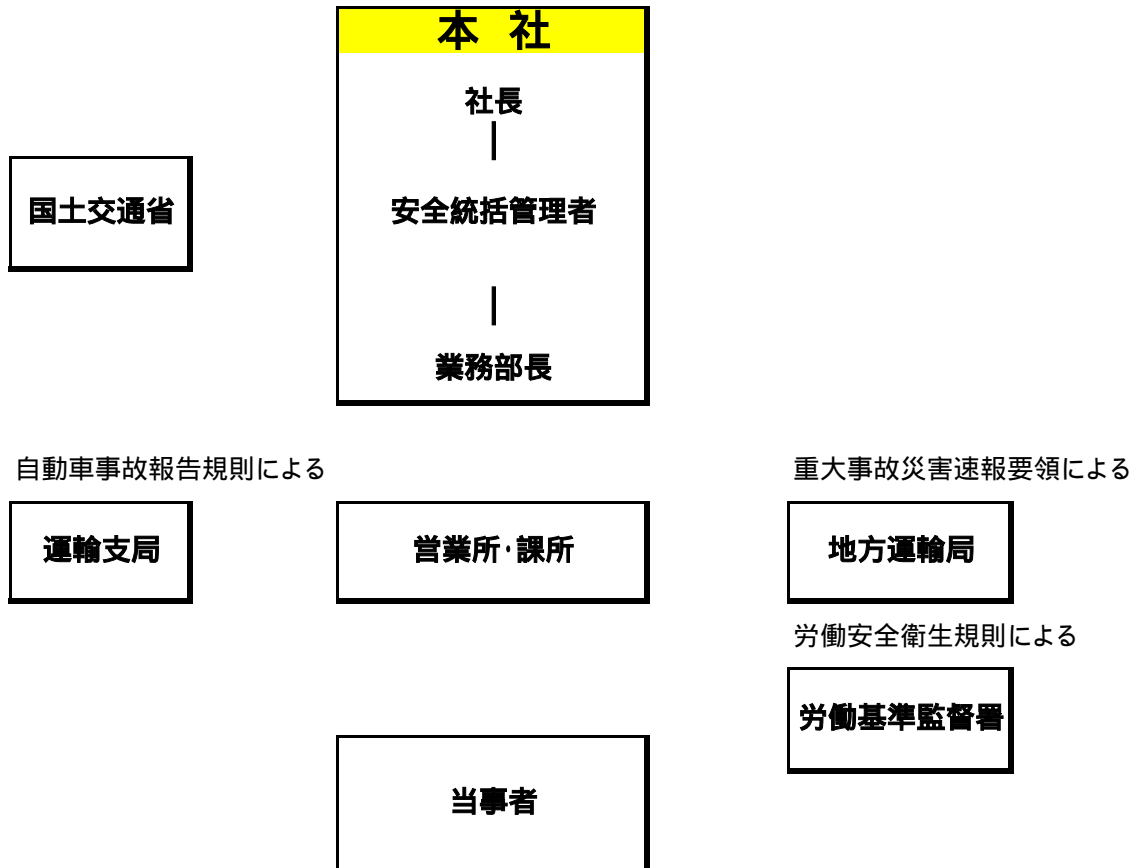 本 社
社長
国土交通省
安全統括管理者
業務部長
自動車事故報告規則による
重大事故災害速報要領による
運輸支局
営業所・課所
地方運輸局
労働安全衛生規則による
労働基準監督署
当事者